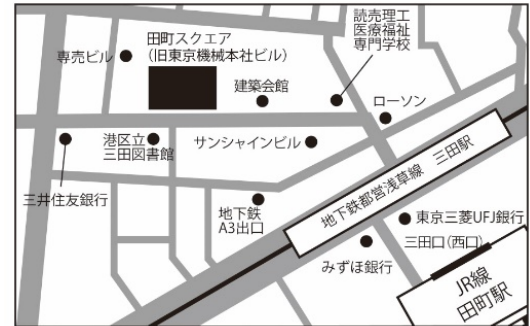 読売理工
医療福祉
専門学校
田町スクエア
（旧東京機械本社ビル）
専売ビル
建築会館
ローソン
港区立
三田図書館
サンシャインビル
三井住友銀行
地下鉄
A3出口
地下鉄都営浅草線 三田駅
東京三菱UFJ銀行
三田口（西口）
みずほ銀行
JR線
田町駅